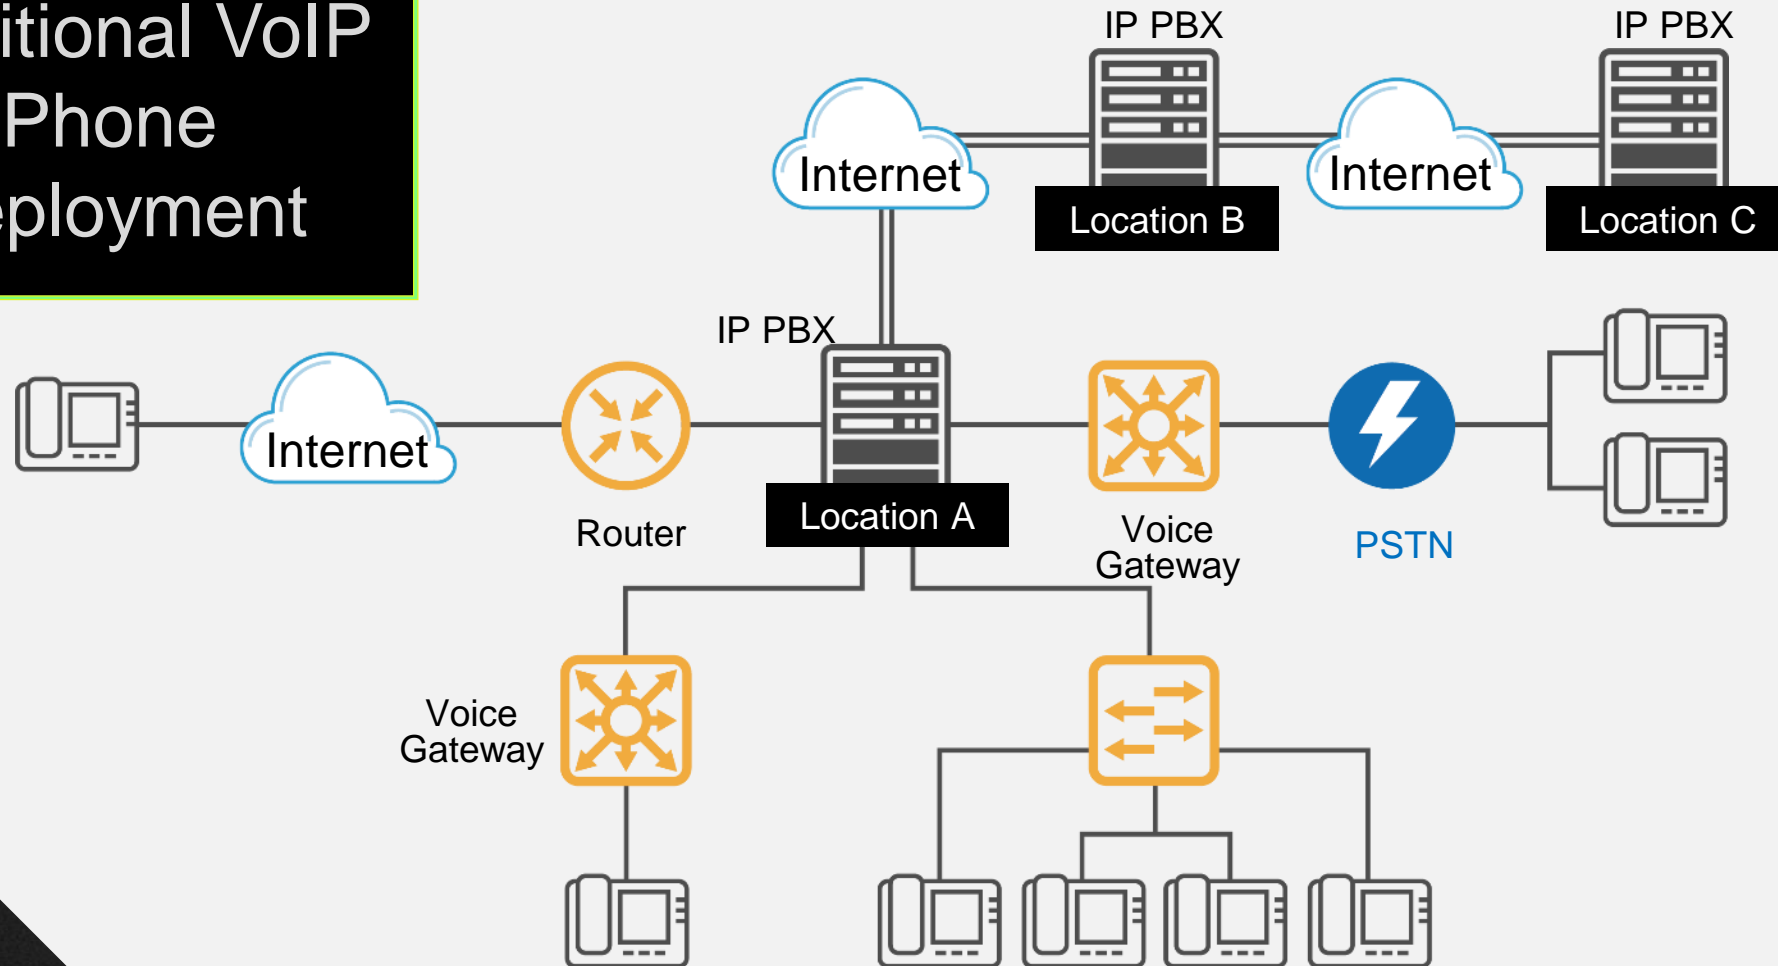 itional VoIP
Phone
eployment
IP PBX
IP PBX
Internet
Internet
Location B
Location C
IP PBX
Internet
Router
Location A
Voice
Gateway
PSTN
Voice
Gateway